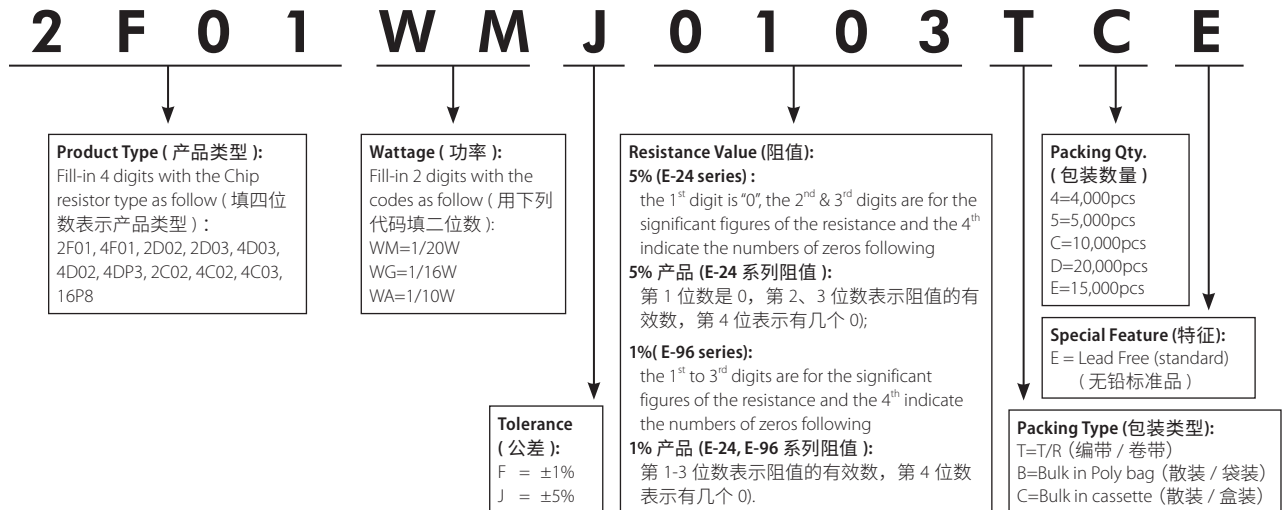 2 F 0 1 W M J 0 1 0 3 T C E
Product Type ( 产品类型 ):
Fill-in 4 digits with the Chip
resistor type as follow ( 填四位
数表示产品类型 ) :
2F01, 4F01, 2D02, 2D03, 4D03,
4D02, 4DP3, 2C02, 4C02, 4C03,
16P8
Wattage ( 功率 ):
Fill-in 2 digits with the
codes as follow ( 用下列
代码填二位数 ):
WM=1/20W
WG=1/16W
WA=1/10W
Tolerance
( 公差 ):
F = ±1%
J = ±5%
Resistance Value (阻值):
5% (E-24 series) :
the 1st digit is “0”, the 2nd & 3rd digits are for the
significant figures of the resistance and the 4th
indicate the numbers of zeros following
5% 产品 (E-24 系列阻值 ):
第 1 位数是 0，第 2、3 位数表示阻值的有
效数，第 4 位表示有几个 0);
1%( E-96 series):
the 1st to 3rd digits are for the significant
figures of the resistance and the 4th indicate
the numbers of zeros following
1% 产品 (E-24, E-96 系列阻值 ):
第 1-3 位数表示阻值的有效数，第 4 位数
表示有几个 0).
Packing Qty.
( 包装数量 )
4=4,000pcs
5=5,000pcs
C=10,000pcs
D=20,000pcs
E=15,000pcs
Special Feature (特征):
E = Lead Free (standard)
( 无铅标准品 )
Packing Type (包装类型):
T=T/R（编带 / 卷带）
B=Bulk in Poly bag（散装 / 袋装）
C=Bulk in cassette（散装 / 盒装）